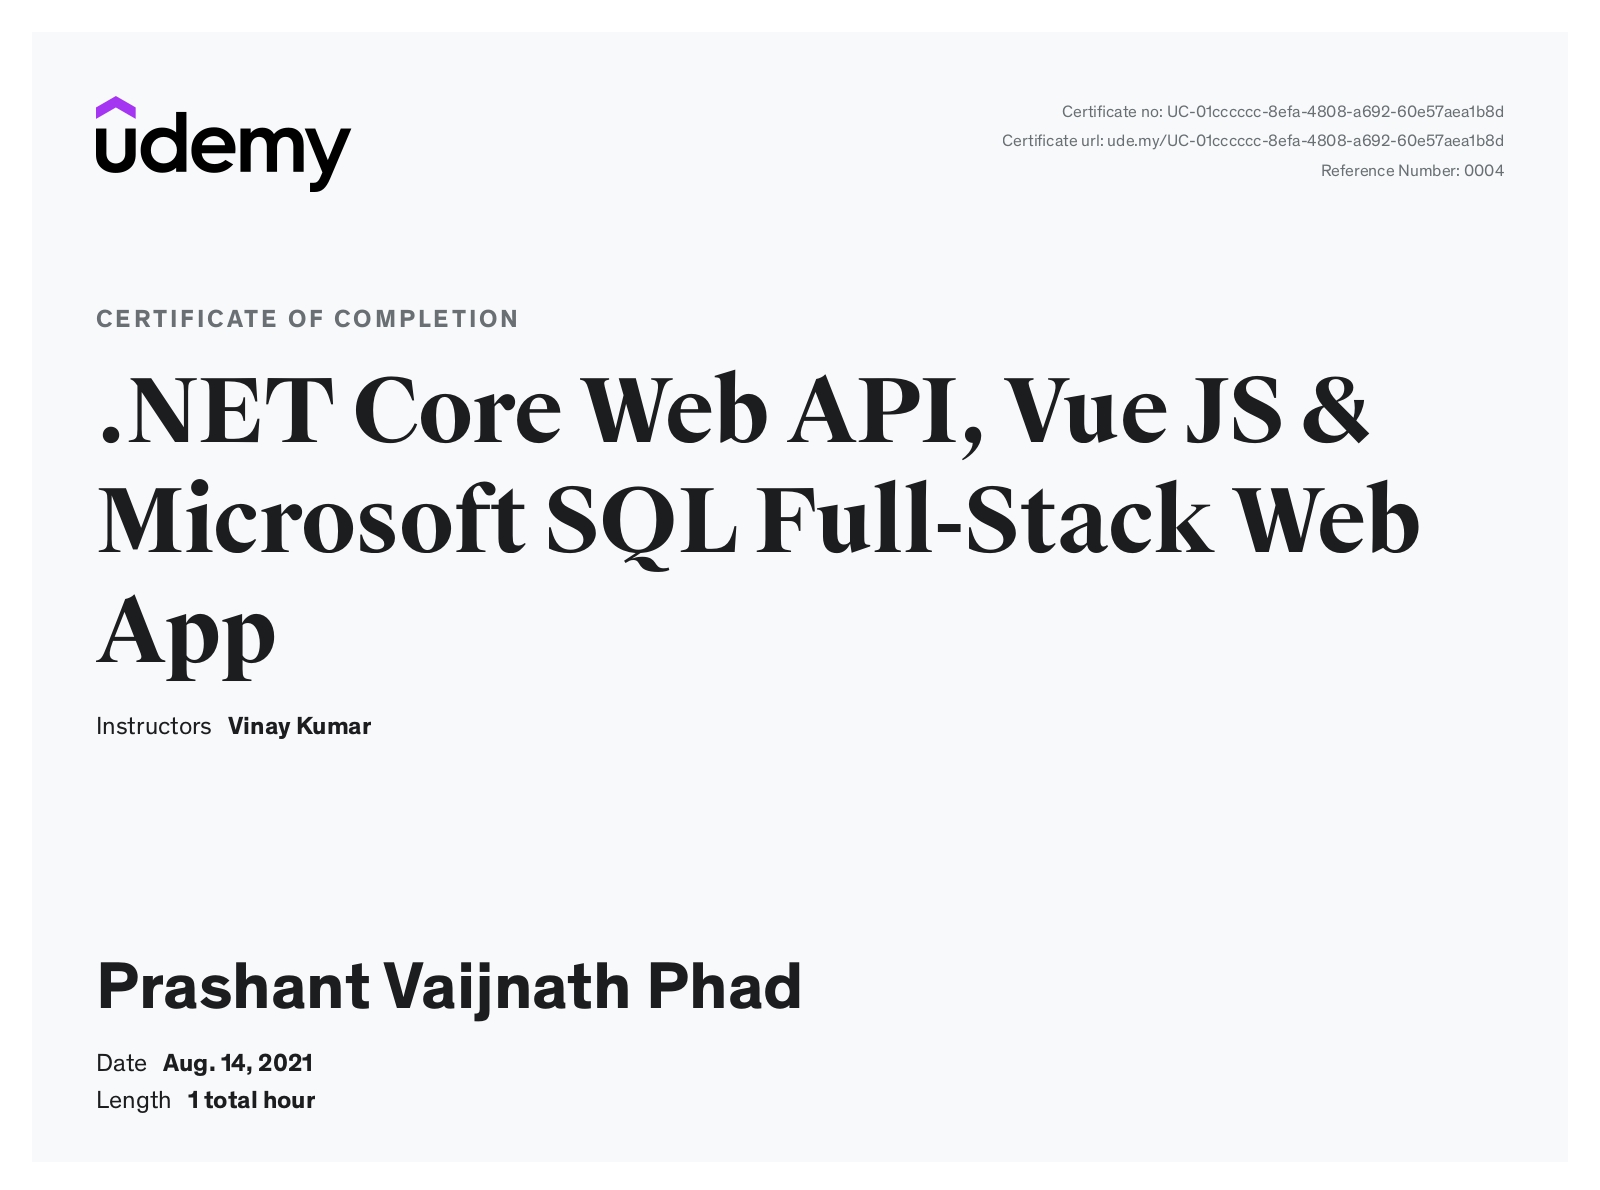 udemy
Certificate no: UC-01cccccc-8efa-4808-a692-60e57aea1b8d
Certificate url: ude.my/UC-01cccccc-8efa-4808-a692-60e57aea1b8d
Reference Number: 0004
CERTIFICATE OF COMPLETION
.NET Core Web API, Vue JS &
Microsoft SQL Full-Stack Web
App
Instructors Vinay Kumar
Prashant Vaijnath Phad
Date Aug. 14, 2021
Length 1 total hour